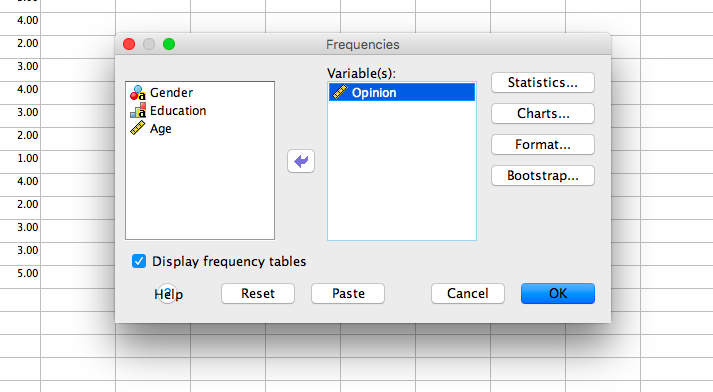 4.00
2.00
3.00
4.00
3.00
2.00
1.00
4.00
2.00
3.00
3.00
5.00
Frequencies
Gender
Education
Age
Variable(s):
Opinion
Statistics...
Charts...
Format...
Bootstrap...
Display frequency tables
Help
Reset
Paste
Cancel
OK